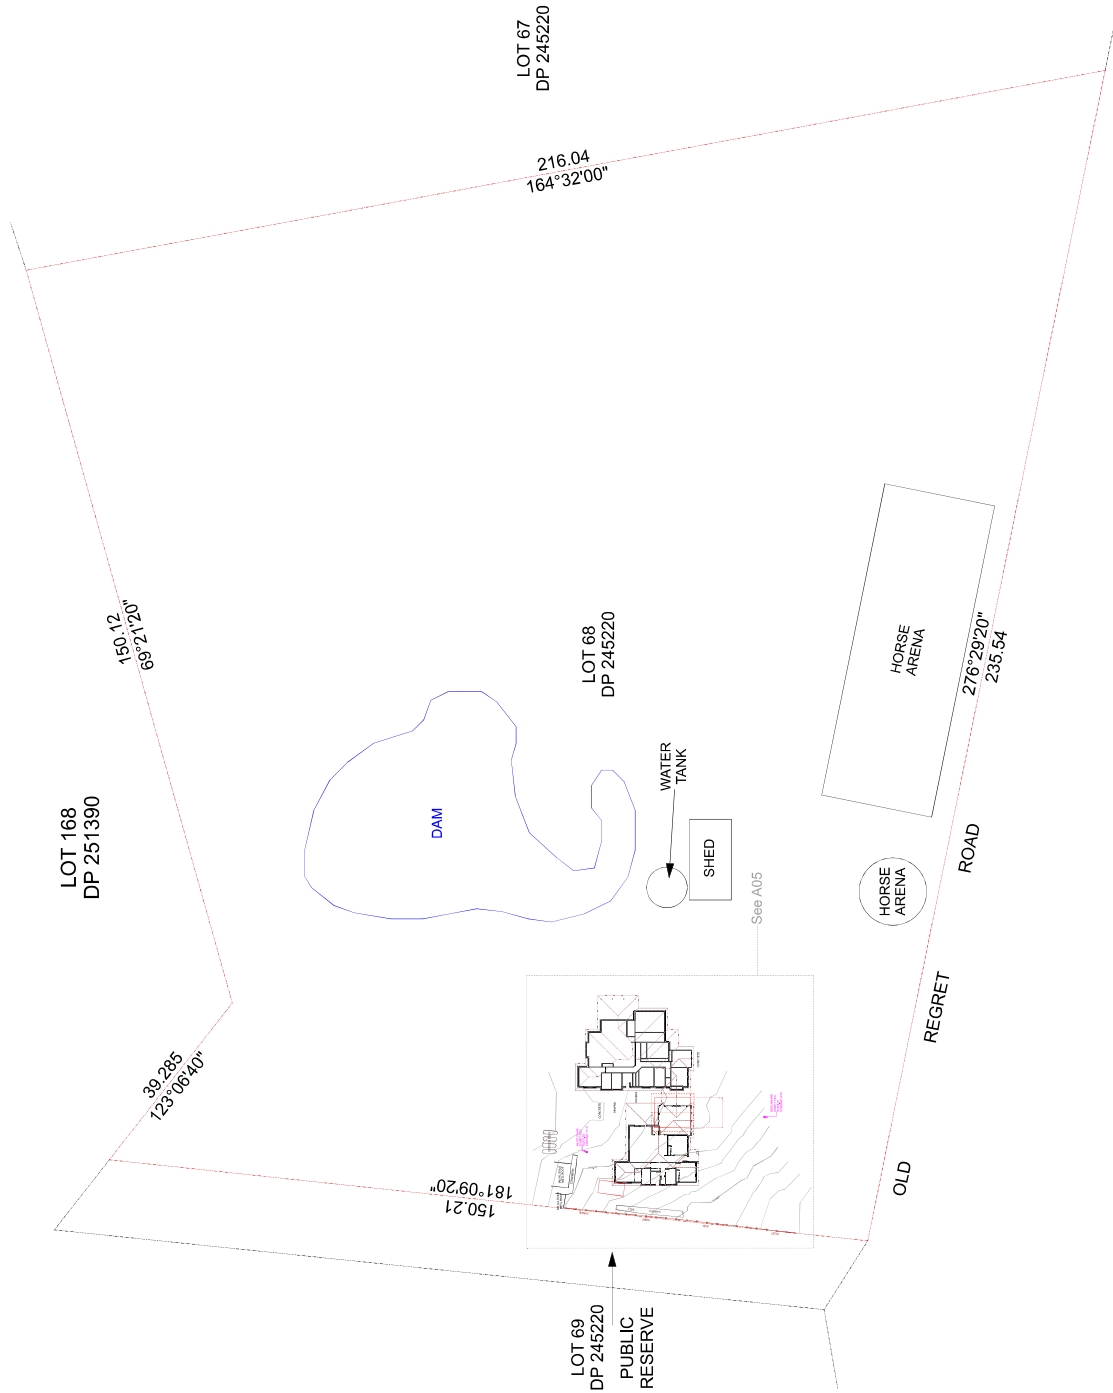 LOT 67
DP 245220
216.04
164°32'00"
150.12
69°21'20"
LOT 68
DP 245220
HORSE
ARENA
276°29'20"
235.54
LOT 168
DP 251390
DAM
WATER
TANK
SHED
HORSE
ARENA
See A05
39.285
123°06'40"
181°09'20"
150.21
OLD
REGRET
ROAD
LOT 69
DP 245220
PUBLIC
RESERVE